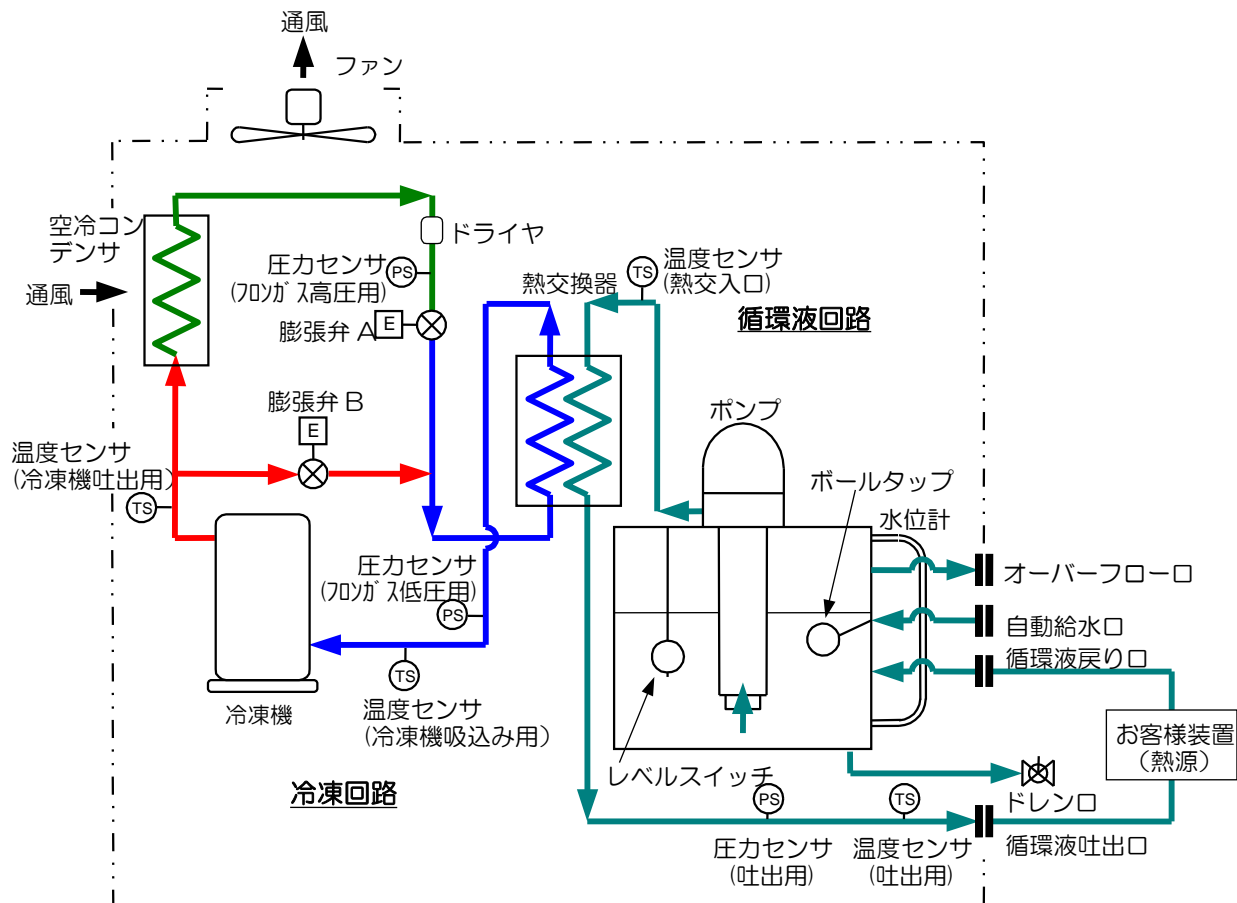 通風
ファン
空冷コン
デンサ
通風
ドライヤ
圧力センサ
(フロンガス高圧用)
PS
膨張弁 A
E
熱交換器
TS
温度センサ
(熱交入口)
循環液回路
膨張弁 B
E
温度センサ
(冷凍機吐出用)
TS
ポンプ
ボールタップ
水位計
圧力センサ
(フロンガス低圧用)
PS
オーバーフロー口
自動給水口
循環液戻り口
TS
冷凍機
温度センサ
(冷凍機吸込み用)
お客様装置
(熱源)
レベルスイッチ
冷凍回路
PS
TS
ドレン口
圧力センサ
(吐出用)
温度センサ
(吐出用)
循環液吐出口